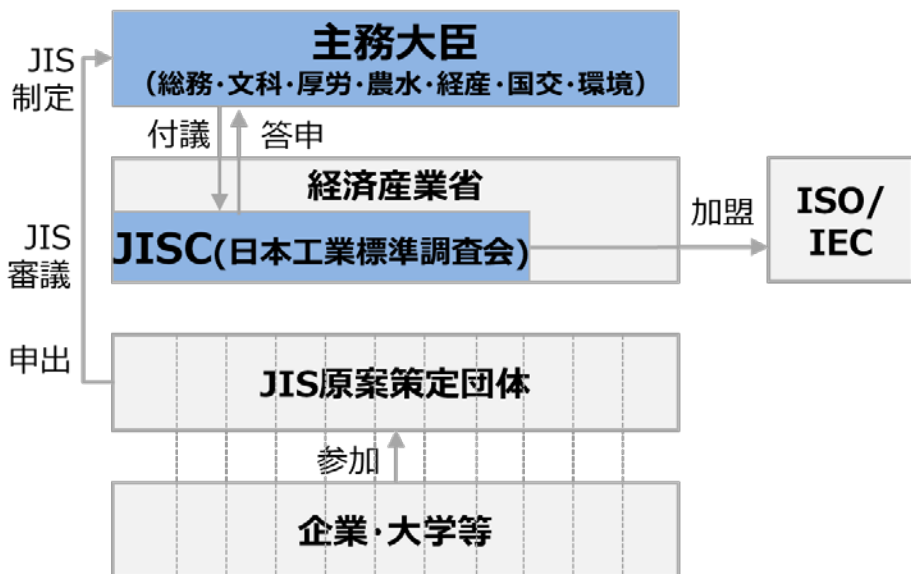 主務大臣
（総務･文科･厚労･農水･経産･国交･環境）
JIS
制定
付議
答申
経済産業省
JISC(日本工業標準調査会)
加盟
ISO/
IEC
JIS
審議
申出
JIS原案策定団体
参加
企業･大学等